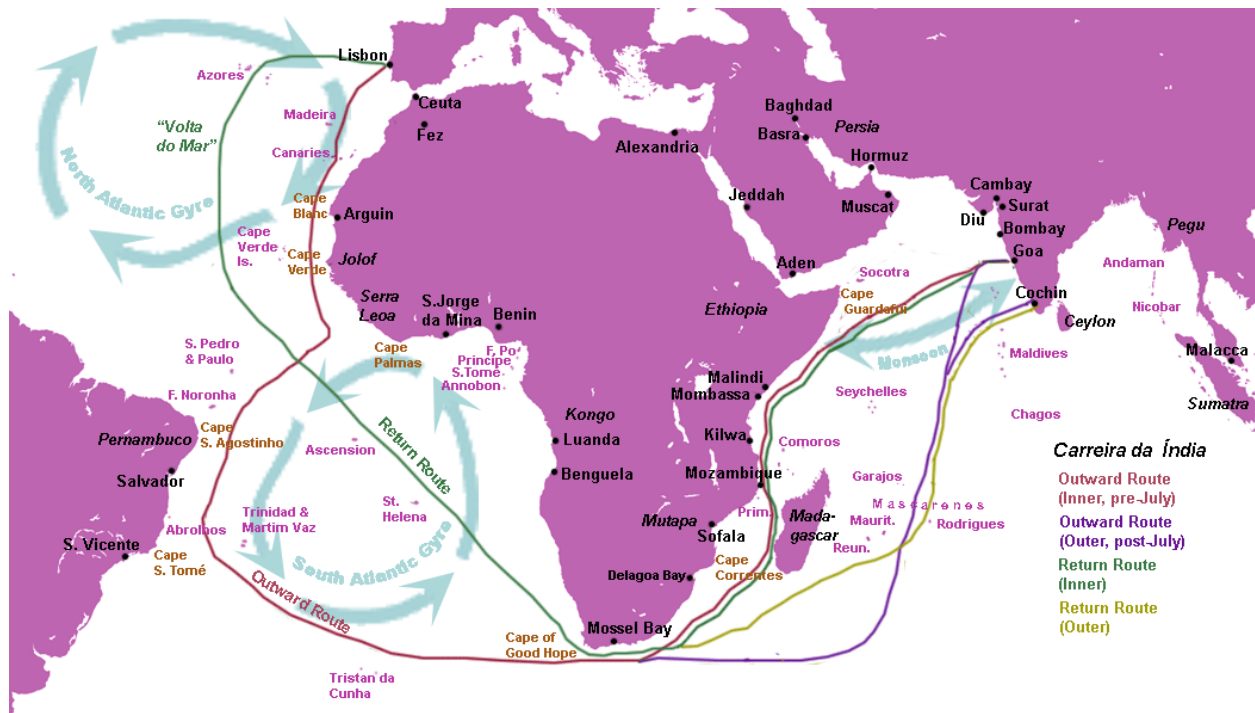 Lisbon
Azores
Ceuta
Madeira
Fez
"Volta
do Mar"
Canaries
North Atlantic Gyre
Cape
Blanc
Arguin
Cape
Verde
Is.
Cape
Verde
Jolof
Serra
Leoa
S.Jorge
da Mina
Benin
Cape
Palmas
F. Po
Principe
S.Tomé
Annobon
S. Pedro
& Paulo
F. Noronha
Pernambuco
Cape
S. Agostinho
Salvador
Ascension
Return Route
Kongo
Luanda
Benguela
Abrolhos
Trinidad &
Martim Vaz
St.
Helena
S. Vicente
Cape
S. Tomé
South Atlantic Gyre
Outward Route
Tristan da
Cunha
Cape of
Good Hope
Mossel Bay
Delagoa Bay
Cape
Correntes
Mutapa
Sofala
Prim.
Mada-
gascar
Mozambique
Comoros
Kilwa
Mombassa
Malindi
Ethiopia
Alexandria
Baghdad
Basra
Persia
Hormuz
Jeddah
Muscat
Aden
Socotra
Cape
Guardafui
Monsoon
Cambay
Surat
Diu
Bombay
Goa
Cochin
Ceylon
Pegu
Andaman
Nicobar
Malacca
Sumatra
Maldives
Seychelles
Chagos
Garajos
Mascarenes
Maurit.
Rodrigues
Reun.
Carreira da Índia
Outward Route
(Inner, pre-July)
Outward Route
(Outer, post-July)
Return Route
(Inner)
Return Route
(Outer)